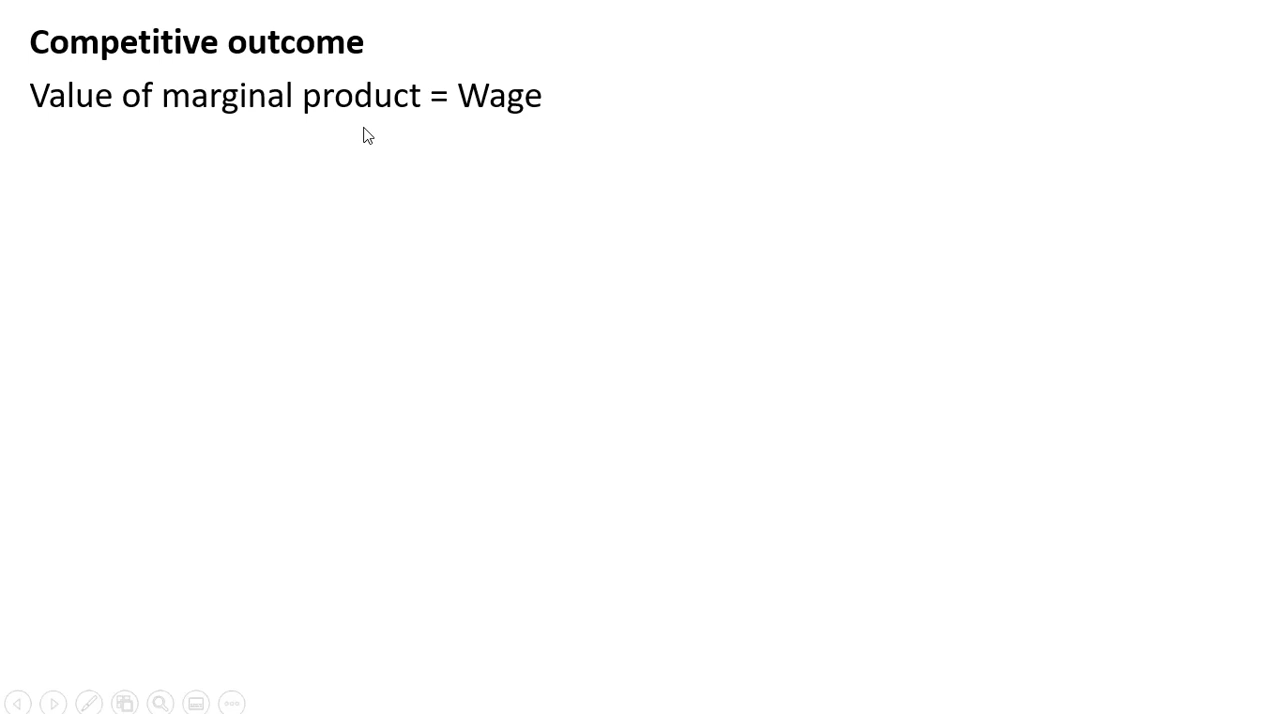 Competitive outcome
Value of marginal product = Wage